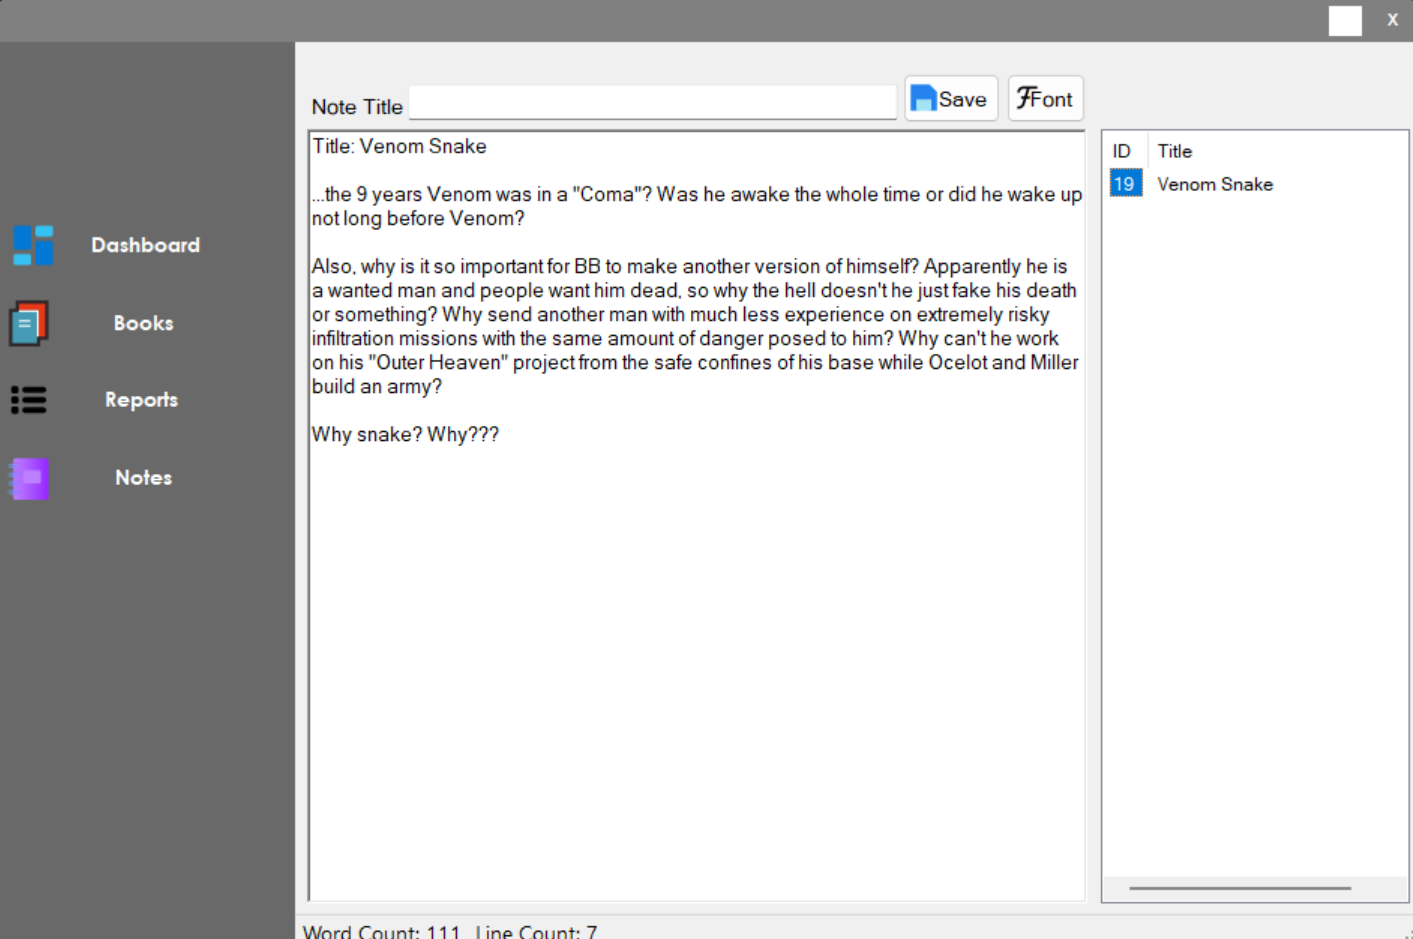 X
Note Title
Save
Font
Dashboard
Books
Reports
Notes
Title: Venom Snake
...the 9 years Venom was in a "Coma"? Was he awake the whole time or did he wake up
not long before Venom?
Also, why is it so important for BB to make another version of himself? Apparently he is
a wanted man and people want him dead, so why the hell doesn't he just fake his death
or something? Why send another man with much less experience on extremely risky
infiltration missions with the same amount of danger posed to him? Why can't he work
on his "Outer Heaven" project from the safe confines of his base while Ocelot and Miller
build an army?
Why snake? Why???
ID Title
19 Venom Snake
Word Count: 111 Line Count: 7